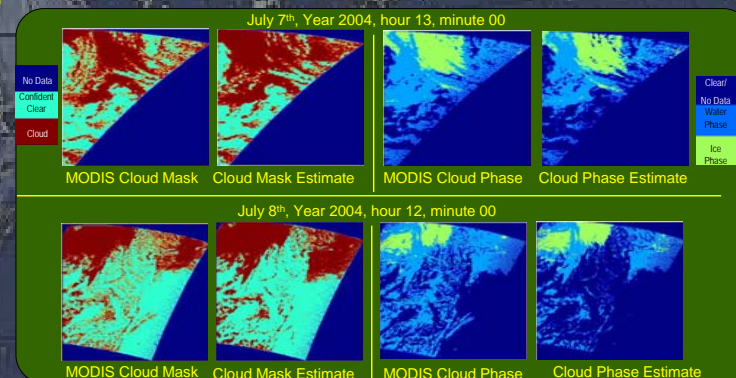 July 7th, Year 2004, hour 13, minute 00
No Data
Confident
Clear
Cloud
Clear/
No Data
Water
Phase
Ice
Phase
MODIS Cloud Mask
Cloud Mask Estimate
MODIS Cloud Phase
Cloud Phase Estimate
July 8th, Year 2004, hour 12, minute 00
MODIS Cloud Mask
Cloud Mask Estimate
MODIS Cloud Phase
Cloud Phase Estimate